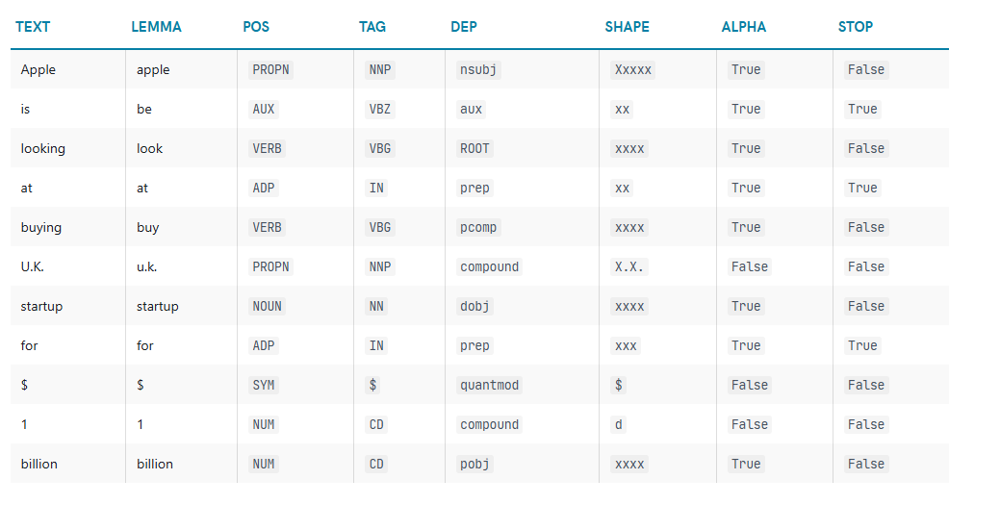 TEXT LEMMA POS TAG DEP SHAPE ALPHA STOP
Apple apple PROPN NNP nsubj Xxxxx True False
is be AUX VBZ aux xx True True
looking look VERB VBG ROOT xxxx True False
at at ADP IN prep xx True True
buying buy VERB VBG pcomp xxxx True False
U.K. u.k. PROPN NNP compound X.X. False False
startup startup NOUN NN dobj xxxx True False
for for ADP IN prep xxx True True
$ $ SYM $ quantmod $ False False
1 1 NUM CD compound d False False
billion billion NUM CD pobj xxxx True False